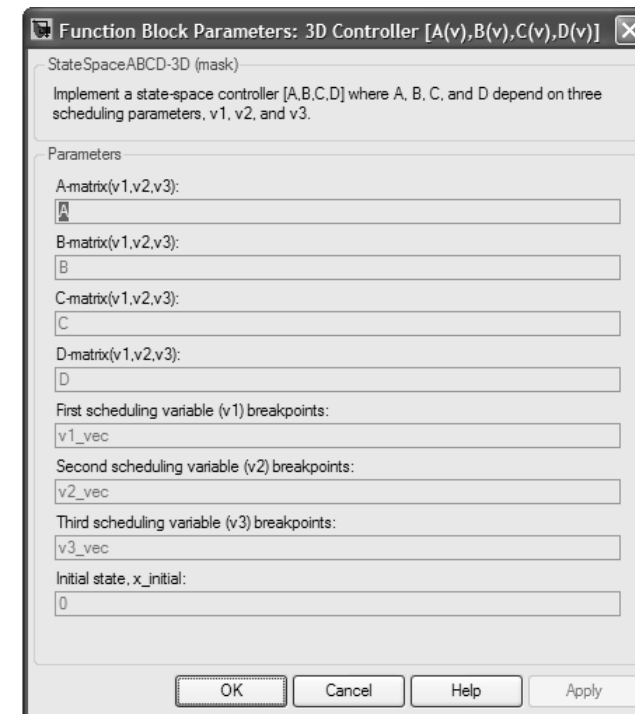 Function Block Parameters: 3D Controller [A(v),B(v),C(v),D(v)]
StateSpaceABCD-3D (mask)
Implement a state-space controller [A,B,C,D] where A, B, C, and D depend on three
scheduling parameters, v1, v2, and v3.
Parameters
A-matrix(v1,v2,v3):
A
B-matrix(v1,v2,v3):
B
C-matrix(v1,v2,v3):
C
D-matrix(v1,v2,v3):
D
First scheduling variable (v1) breakpoints:
v1_vec
Second scheduling variable (v2) breakpoints:
v2_vec
Third scheduling variable (v3) breakpoints:
v3_vec
Initial state, x_initial:
0
OK Cancel Help Apply